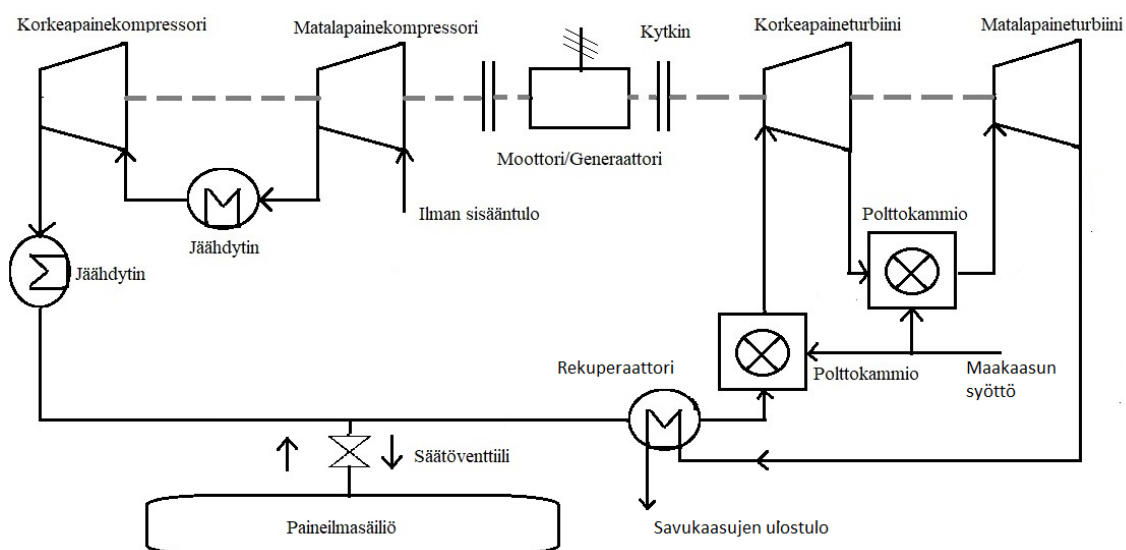 Korkeapainekompressori
Matalapainekompressori
Kytkin
Korkeapaineturbiini
Matalapaineturbiini
Moottori/Generaattori
Ilman sisääntulo
Jäähdytin
Jäähdytin
Polttokammio
Rekuperaattori
Polttokammio
Maakaasun
syöttö
Säätöventtiili
Paineilmasäiliö
Savukaasujen ulostulo